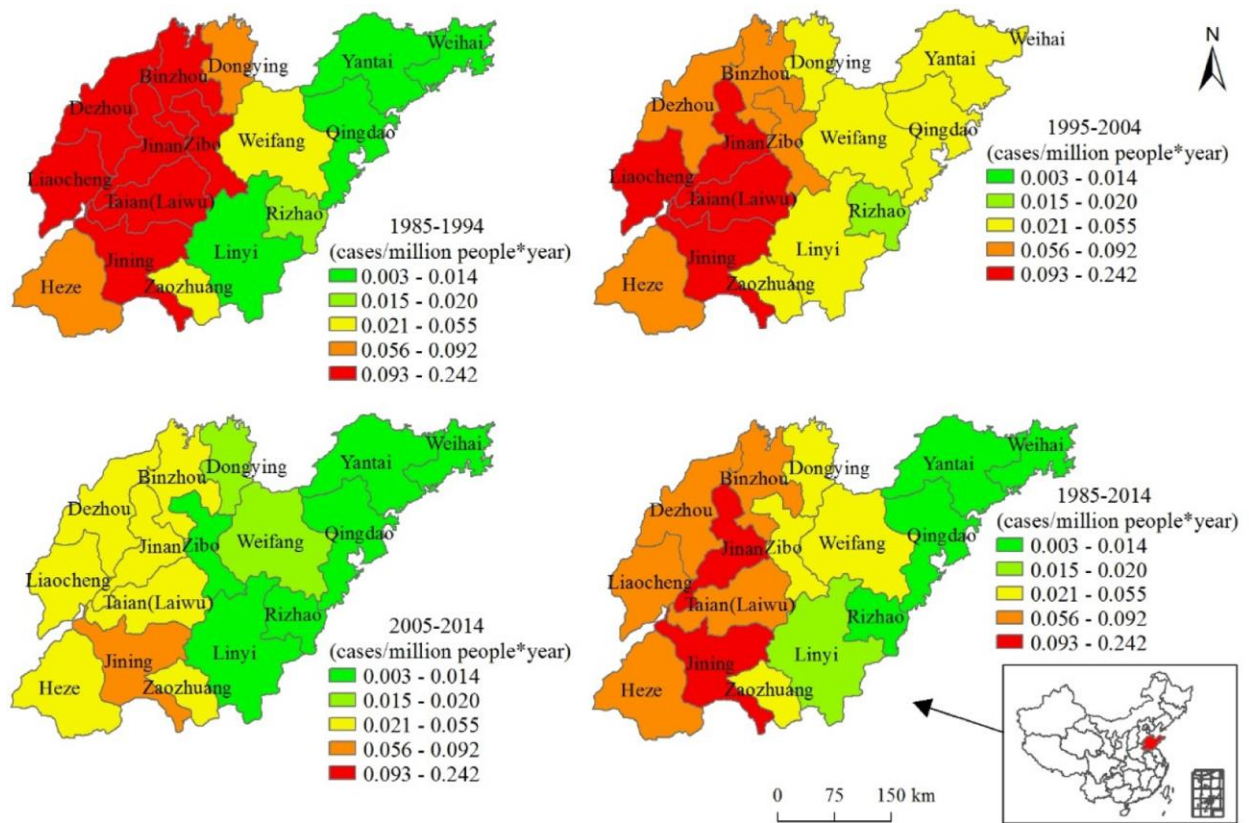 Weihai
Yantai
Dongying
Binzhou
Dezhou
Qingdao
Weifang
JinanZibo
Liaocheng
Taian(Laiwu)
Rizhao
Linyi
Jining
Heze
Zaozhuang
1985-1994
(cases/million people*year)
0.003 - 0.014
0.015 - 0.020
0.021 - 0.055
0.056 - 0.092
0.093 - 0.242
N
Weihai
Yantai
Dongying
Binzhou
Dezhou
Qingdao
Weifang
JinanZibo
Liaocheng
Taian(Laiwu)
Rizhao
Linyi
Jining
Heze
Zaozhuang
1995-2004
(cases/million people*year)
0.003 - 0.014
0.015 - 0.020
0.021 - 0.055
0.056 - 0.092
0.093 - 0.242
Weihai
Yantai
Dongying
Binzhou
Dezhou
Qingdao
Weifang
JinanZibo
Liaocheng
Taian(Laiwu)
Rizhao
Linyi
Jining
Heze
Zaozhuang
2005-2014
(cases/million people*year)
0.003 - 0.014
0.015 - 0.020
0.021 - 0.055
0.056 - 0.092
0.093 - 0.242
Weihai
Yantai
Dongying
Binzhou
Dezhou
Qingdao
Weifang
JinanZibo
Liaocheng
Taian(Laiwu)
Rizhao
Linyi
Jining
Heze
Zaozhuang
1985-2014
(cases/million people*year)
0.003 - 0.014
0.015 - 0.020
0.021 - 0.055
0.056 - 0.092
0.093 - 0.242
0 75 150 km